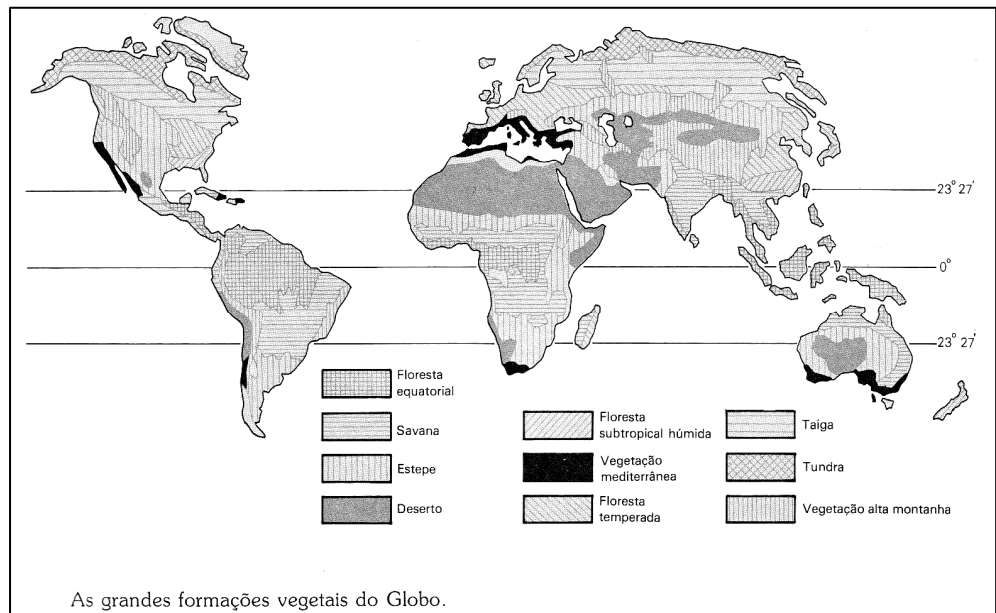 23° 27'
0°
23° 27'
Floresta
equatorial
Savana
Estepe
Deserto
Floresta
subtropical húmida
Vegetação
mediterrânea
Floresta
temperada
Taiga
Tundra
Vegetação alta montanha
As grandes formações vegetais do Globo.